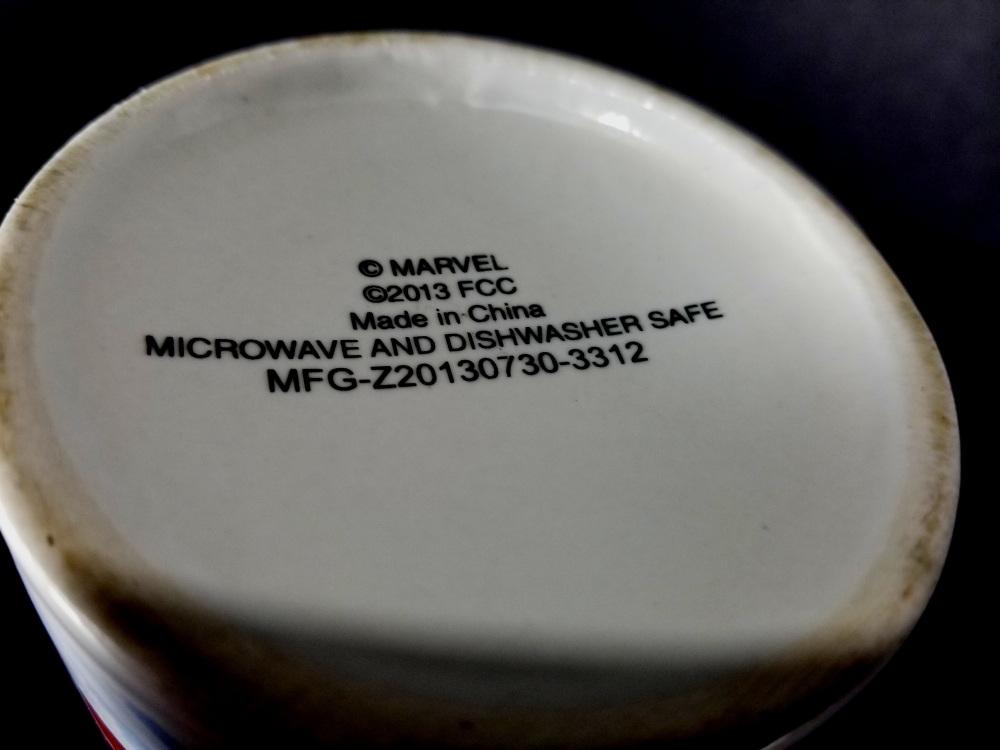 © MARVEL
©2013 FCC
Made in China
MICROWAVE AND DISHWASHER SAFE
MFG-Z20130730-3312